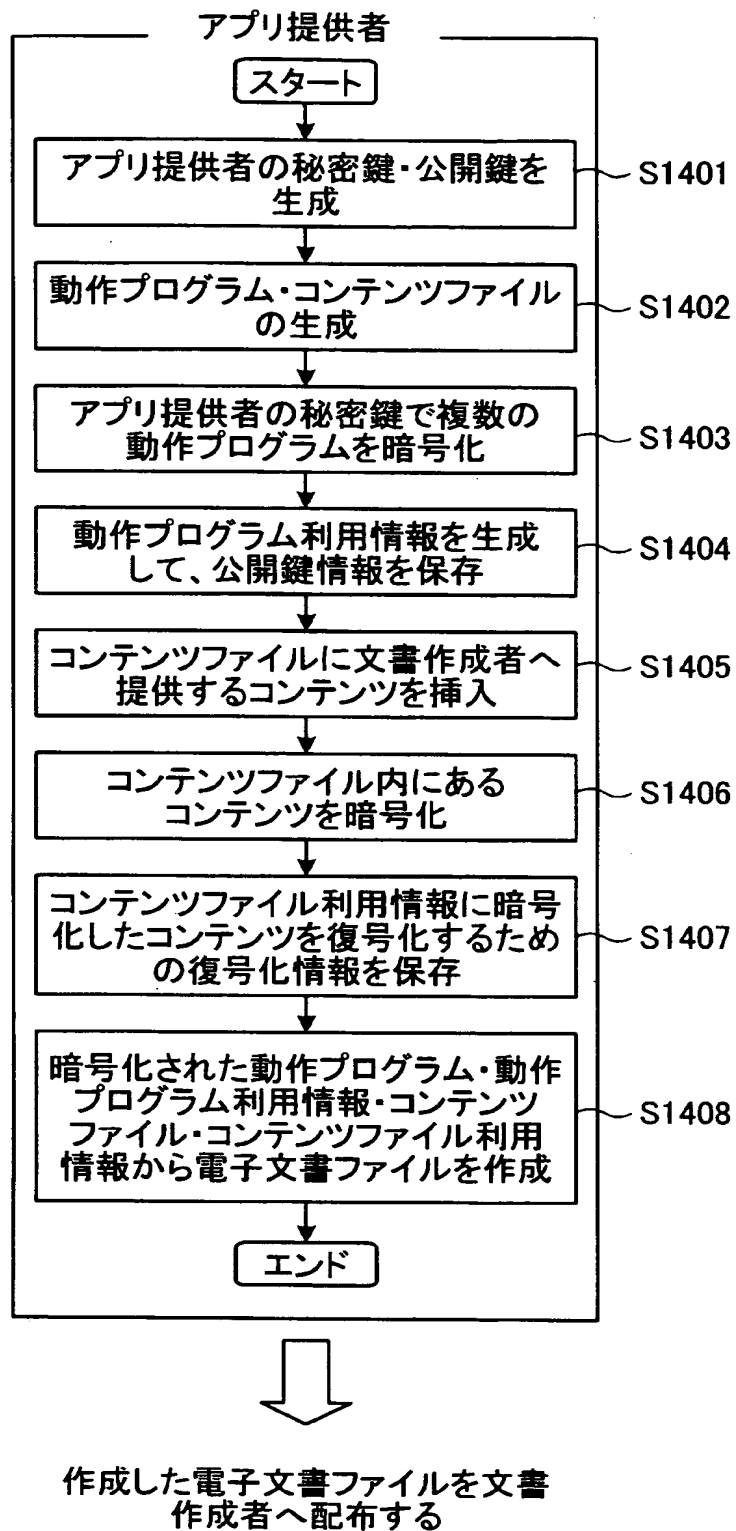 アプリ提供者
スタート
アプリ提供者の秘密鍵・公開鍵を
生成
S1401
動作プログラム・コンテンツファイル
の生成
S1402
アプリ提供者の秘密鍵で複数の
動作プログラムを暗号化
S1403
動作プログラム利用情報を生成
して、公開鍵情報を保存
S1404
コンテンツファイルに文書作成者へ
提供するコンテンツを挿入
S1405
コンテンツファイル内にある
コンテンツを暗号化
S1406
コンテンツファイル利用情報に暗号
化したコンテンツを復号化するため
の復号化情報を保存
S1407
暗号化された動作プログラム・動作
プログラム利用情報・コンテンツ
ファイル・コンテンツファイル利用
情報から電子文書ファイルを作成
S1408
エンド
作成した電子文書ファイルを文書
作成者へ配布する